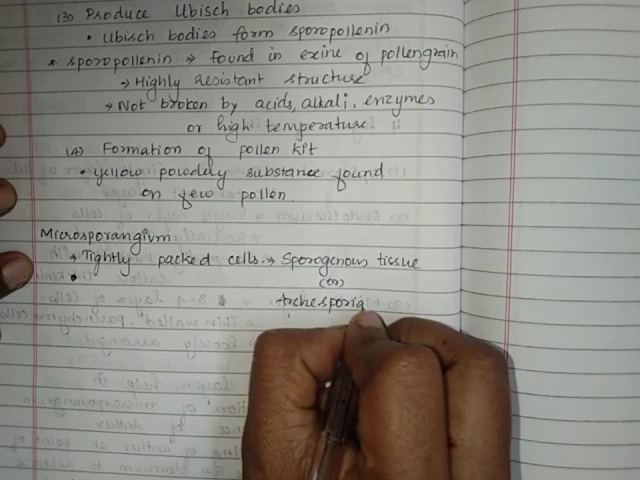 (3) Produce Ubisch bodies
• Ubisch bodies form sporopollenin
* sporopollenin → found in exine of pollengrain
→ Highly resistant structure
→ Not broken by acids, alkali, enzymes
or high temperature
(4) Formation of pollen kit
• yellow powdery substance found
on few pollen.
Microsporangium:
→ Tightly packed cells → Sporogenous tissue
(or)
Archesporia